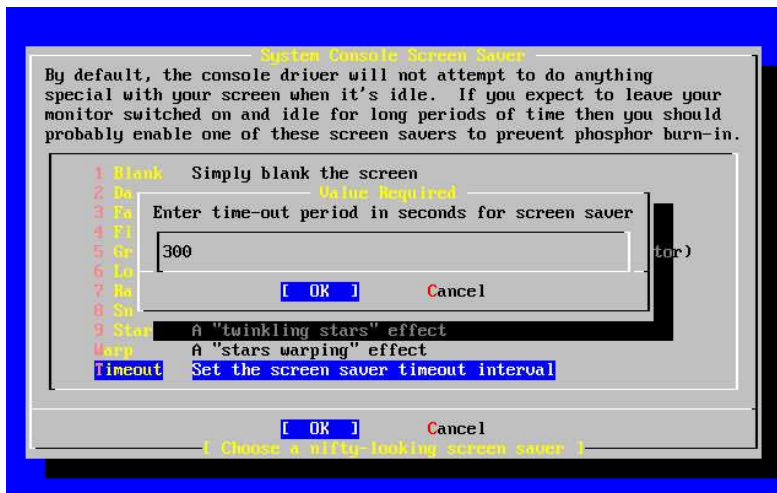 System Console Screen Saver
By default, the console driver will not attempt to do anything
special with your screen when it's idle.  If you expect to leave your
monitor switched on and idle for long periods of time then you should
probably enable one of these screen savers to prevent phosphor burn-in.
1 Blank   Simply blank the screen
2 Da
Value Required
3 Fa
Enter time-out period in seconds for screen saver
4 Fi
5 Gr
300
tor)
6 Lo
7 Ra
[  OK  ]       Cancel
8 Sn
9 Star    A "twinkling stars" effect
Warp      A "stars warping" effect
Timeout   Set the screen saver timeout interval
[  OK  ]       Cancel
[ Choose a nifty-looking screen saver ]